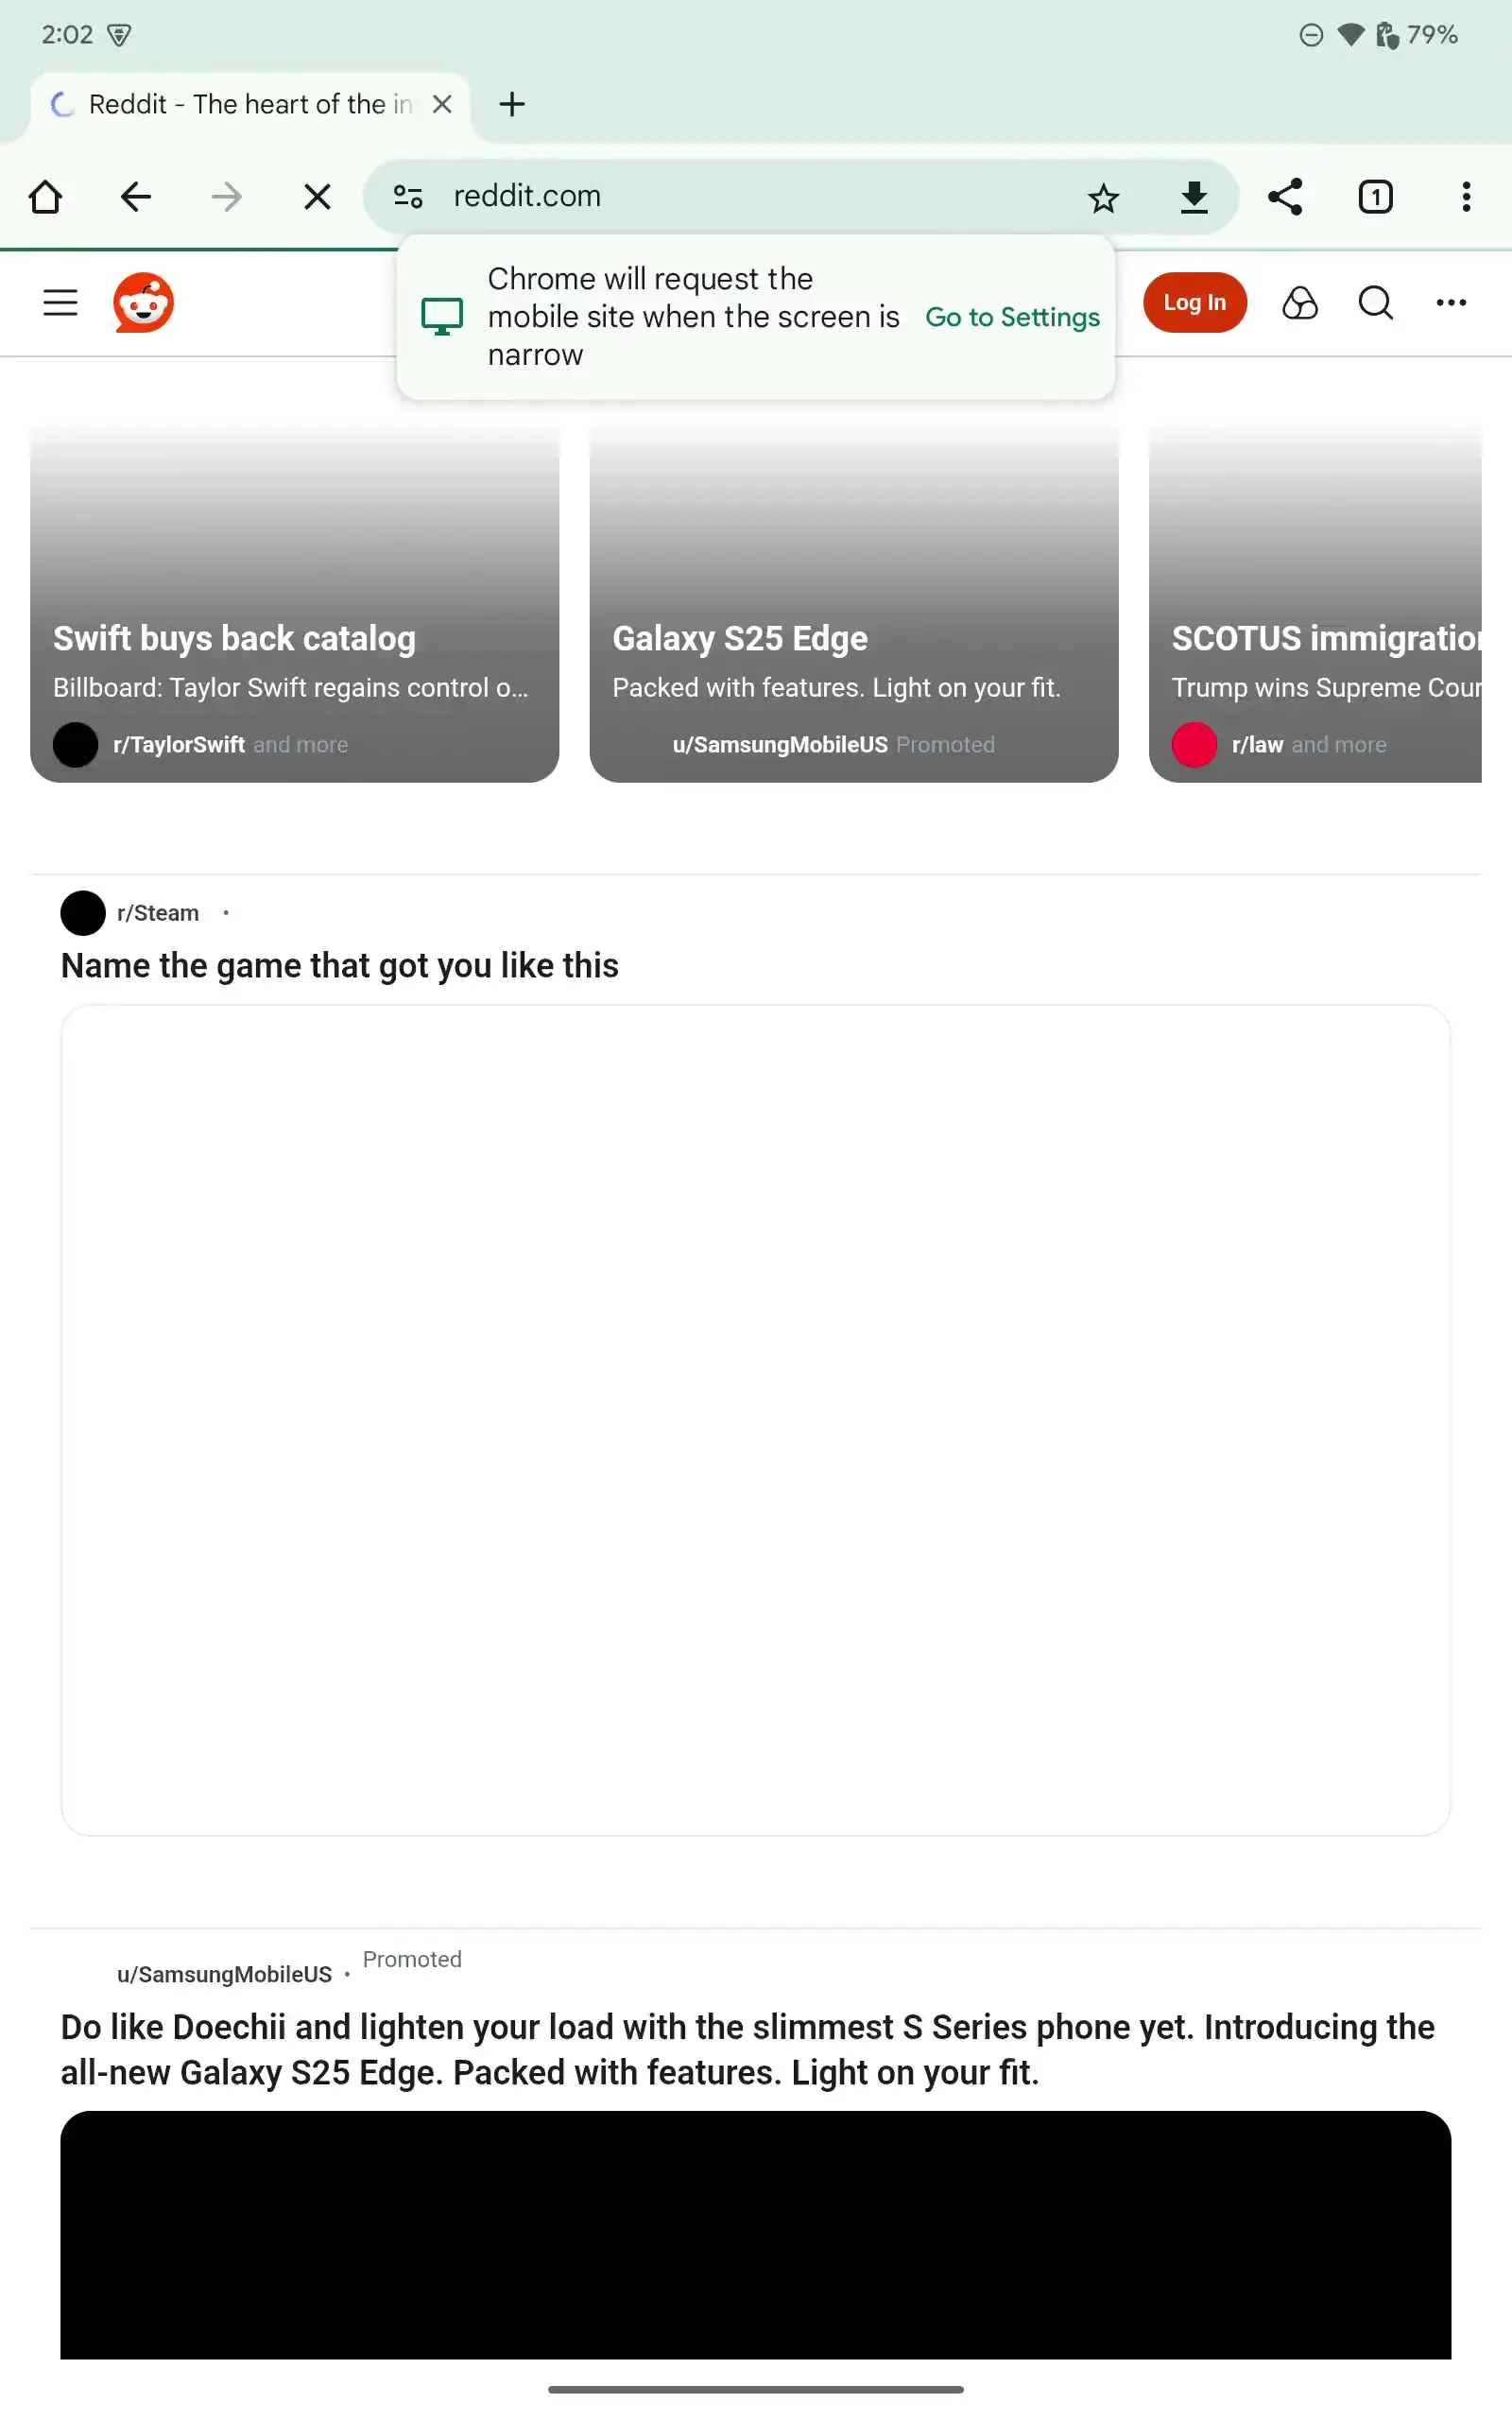 2:02
79%
Reddit - The heart of the in
reddit.com
1
Chrome will request the
mobile site when the screen is
narrow
Go to Settings
Log In
Swift buys back catalog
Billboard: Taylor Swift regains control o...
r/TaylorSwift and more
Galaxy S25 Edge
Packed with features. Light on your fit.
u/SamsungMobileUS Promoted
SCOTUS immigration
Trump wins Supreme Cour
r/law and more
r/Steam •
Name the game that got you like this
u/SamsungMobileUS • Promoted
Do like Doechii and lighten your load with the slimmest S Series phone yet. Introducing the
all-new Galaxy S25 Edge. Packed with features. Light on your fit.